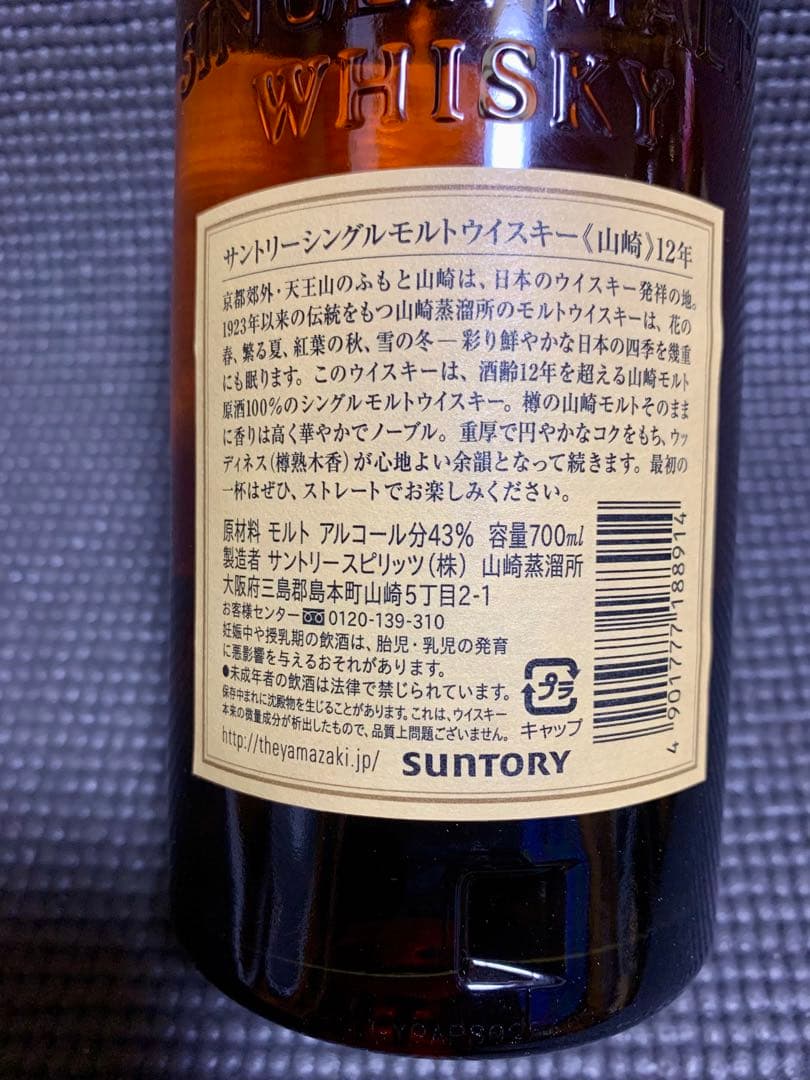 SINGLE MALT
WHISKY
サントリーシングルモルトウイスキー《山崎》12年
京都郊外・天王山のふもと山崎は、日本のウイスキー発祥の地。
1923年以来の伝統をもつ山崎蒸溜所のモルトウイスキーは、花の
春、繁る夏、紅葉の秋、雪の冬―彩り鮮やかな日本の四季を幾重
にも眠ります。このウイスキーは、酒齢12年を超える山崎モルト
原酒100%のシングルモルトウイスキー。樽の山崎モルトそのまま
に香りは高く華やかでノーブル。重厚で円やかなコクをもち、ウッ
ディネス(樽熟木香)が心地よい余韻となって続きます。最初の
一杯はぜひ、ストレートでお楽しみください。
原材料 モルト アルコール分43% 容量700ml
製造者 サントリースピリッツ(株) 山崎蒸溜所
大阪府三島郡島本町山崎5丁目2-1
お客様センター 0120-139-310
妊娠中や授乳期の飲酒は、胎児・乳児の発育
に悪影響を与えるおそれがあります。
●未成年者の飲酒は法律で禁じられています。
保存中まれに沈殿物を生じることがあります。これは、ウイスキー
本来の微量成分が析出したもので、品質上問題ございません。
プラ
キャップ
http://theyamazaki.jp/
SUNTORY
4 901777 188914